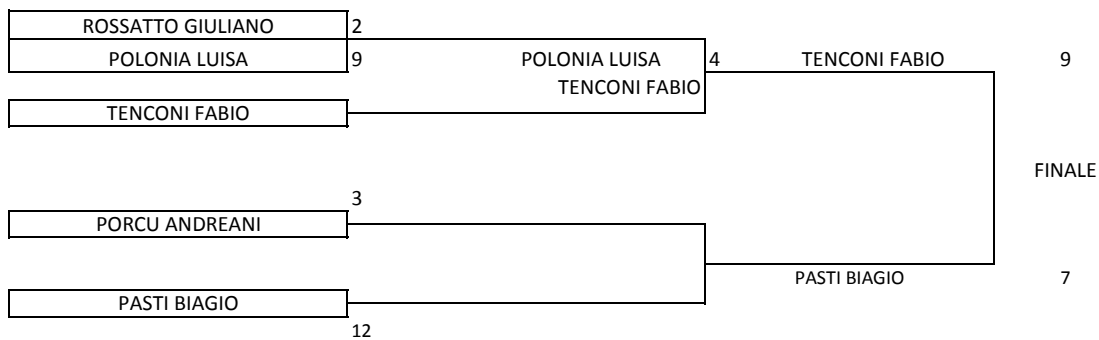 ROSSATTO GIULIANO 2
POLONIA LUISA 9 POLONIA LUISA 4 TENCONI FABIO 9
TENCONI FABIO
TENCONI FABIO
FINALE
3
PORCU ANDREANI
PASTI BIAGIO 7
PASTI BIAGIO
12